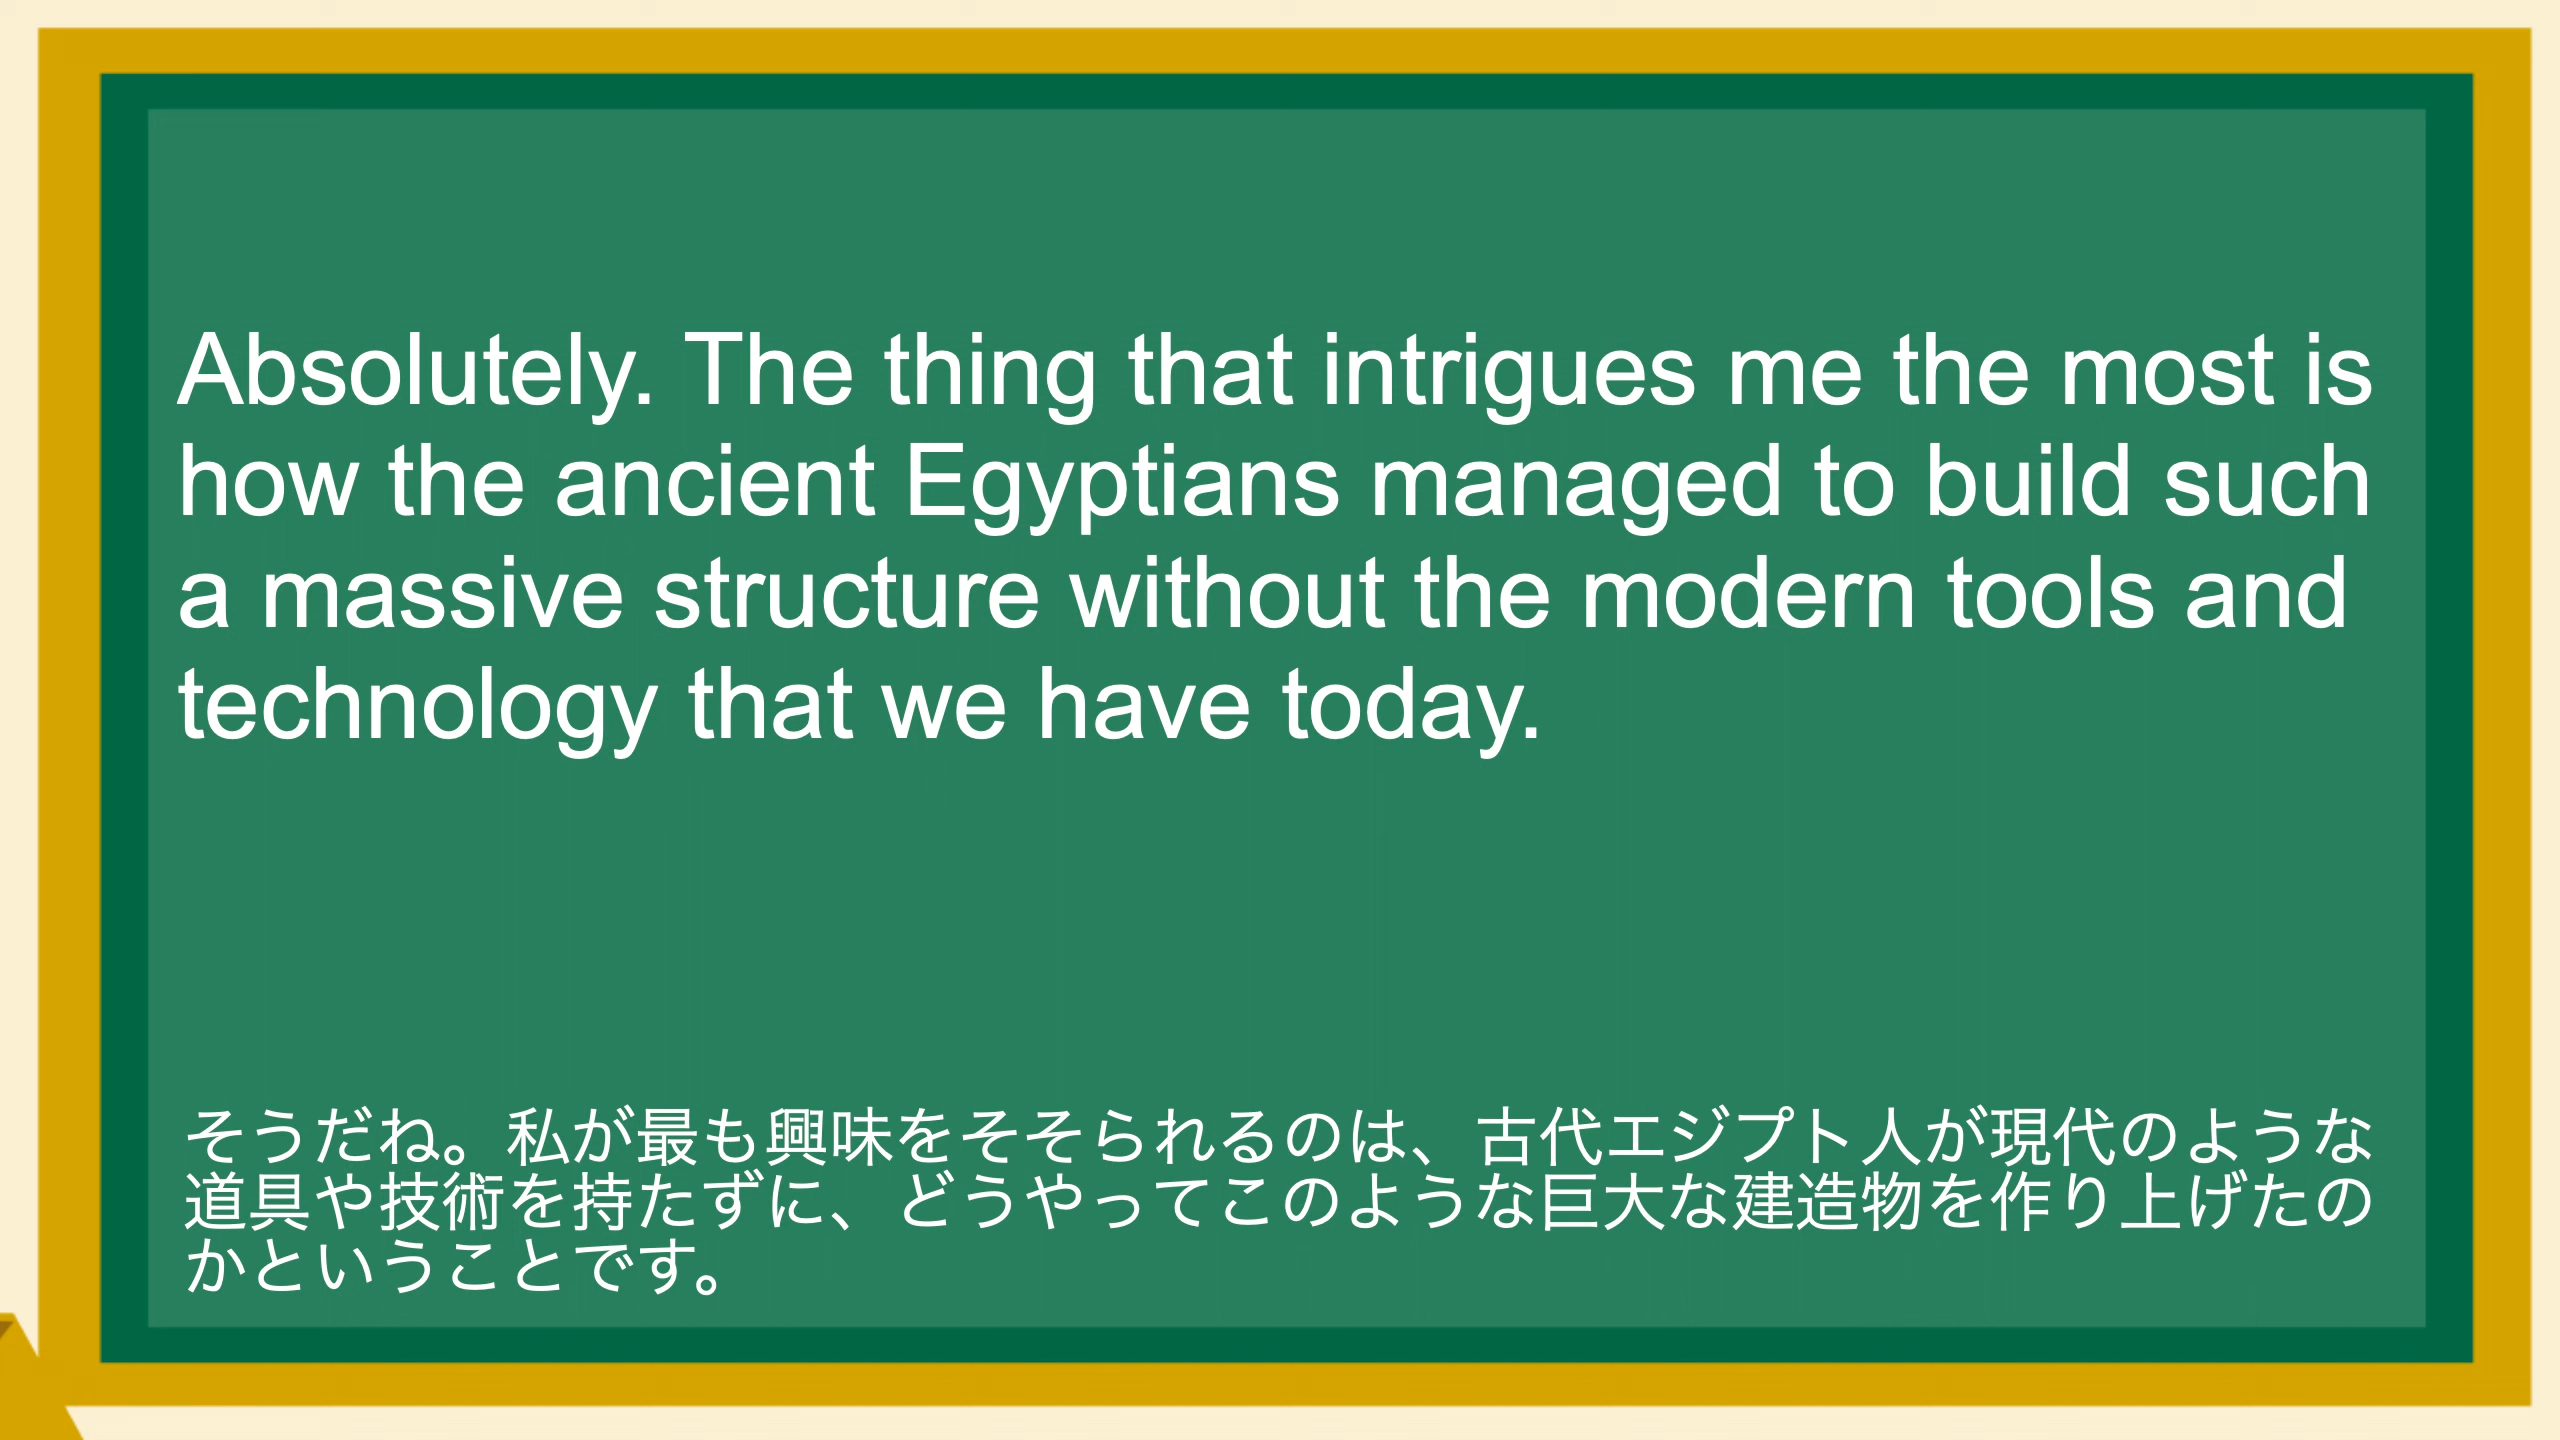 Absolutely. The thing that intrigues me the most is
how the ancient Egyptians managed to build such
a massive structure without the modern tools and
technology that we have today.
そうだね。私が最も興味をそそられるのは、古代エジプト人が現代のような
道具や技術を持たずに、どうやってこのような巨大な建造物を作り上げたの
かということです。